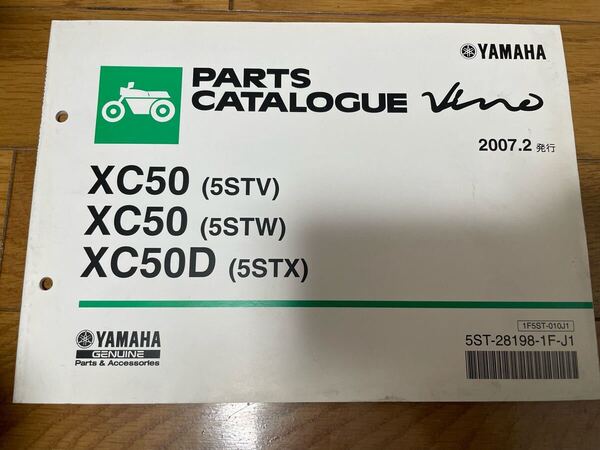 YAMAHA
PARTS
CATALOGUE Vino
2007.2 発行
XC50 (5STV)
XC50 (5STW)
XC50D (5STX)
YAMAHA
GENUINE
Parts & Accessories
1F5ST-010J1
5ST-28198-1F-J1